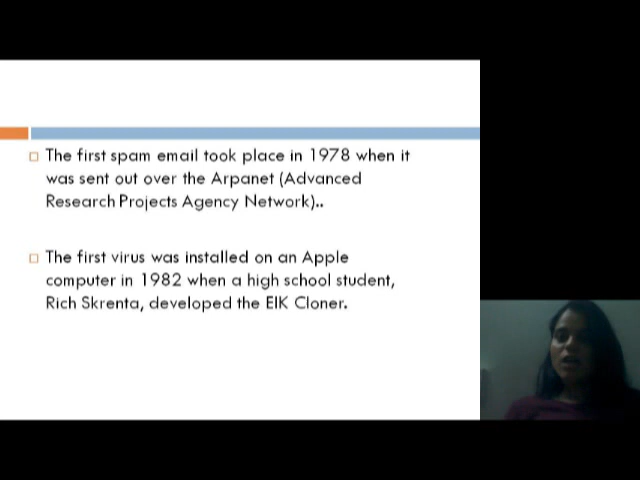 The first spam email took place in 1978 when it
was sent out over the Arpanet (Advanced
Research Projects Agency Network)..
The first virus was installed on an Apple
computer in 1982 when a high school student,
Rich Skrenta, developed the EIK Cloner.